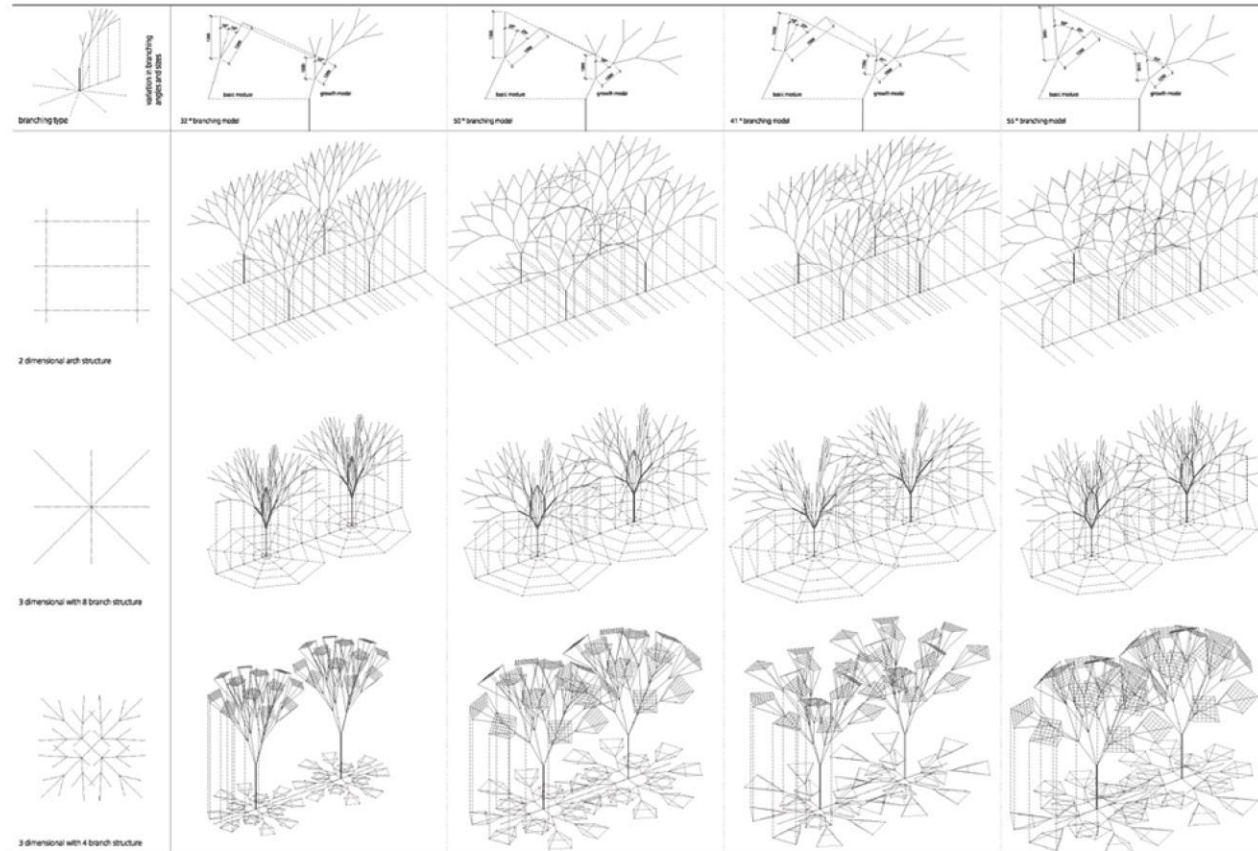 variation in branching
angles and sizes
branching type
basic module
growth model
32 ° branching model
basic module
growth model
50 ° branching model
basic module
growth model
41 ° branching model
basic module
growth model
55 ° branching model
2 dimensional arch structure
3 dimensional with 8 branch structure
3 dimensional with 4 branch structure